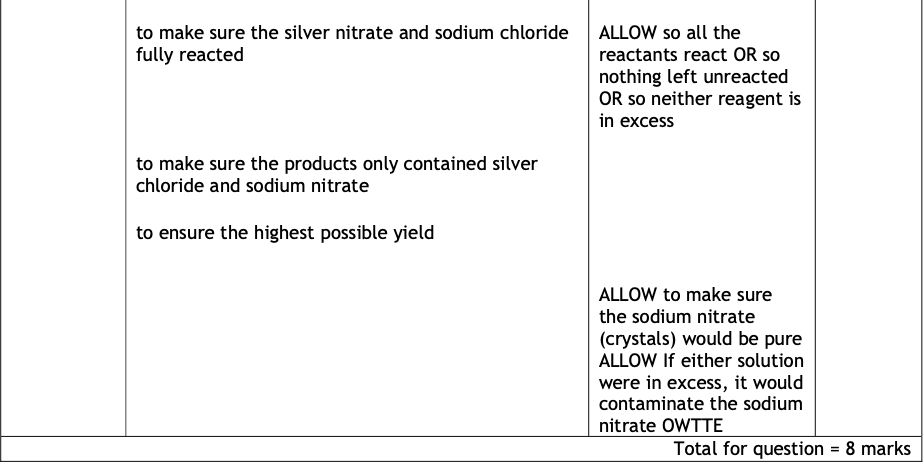 to make sure the silver nitrate and sodium chloride
fully reacted
ALLOW so all the
reactants react OR so
nothing left unreacted
OR so neither reagent is
in excess
to make sure the products only contained silver
chloride and sodium nitrate
to ensure the highest possible yield
ALLOW to make sure
the sodium nitrate
(crystals) would be pure
ALLOW If either solution
were in excess, it would
contaminate the sodium
nitrate OWTTE
Total for question = 8 marks